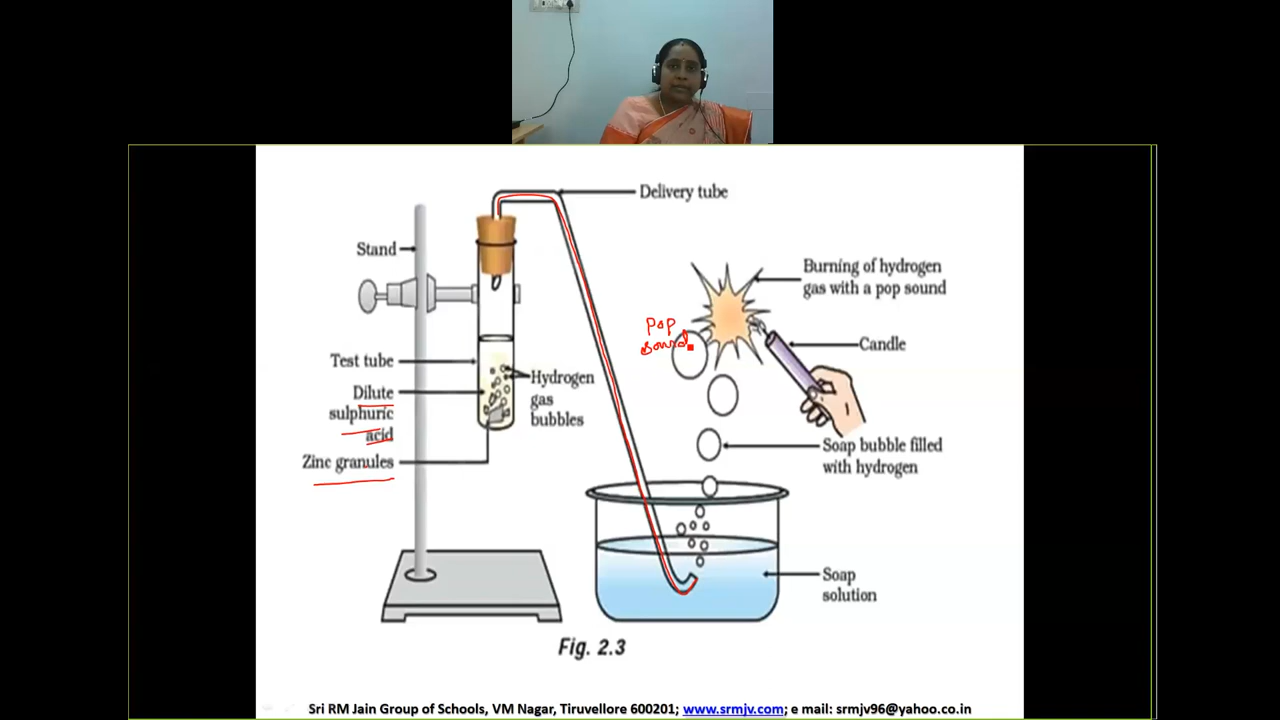 Delivery tube
Stand
Burning of hydrogen
gas with a pop sound
Pop
Sound
Candle
Test tube
Dilute
sulphuric
acid
Hydrogen
gas
bubbles
Zinc granules
Soap bubble filled
with hydrogen
Soap
solution
Fig. 2.3
Sri RM Jain Group of Schools, VM Nagar, Tiruvellore 600201; www.srmjv.com; e mail: srmjv96@yahoo.co.in